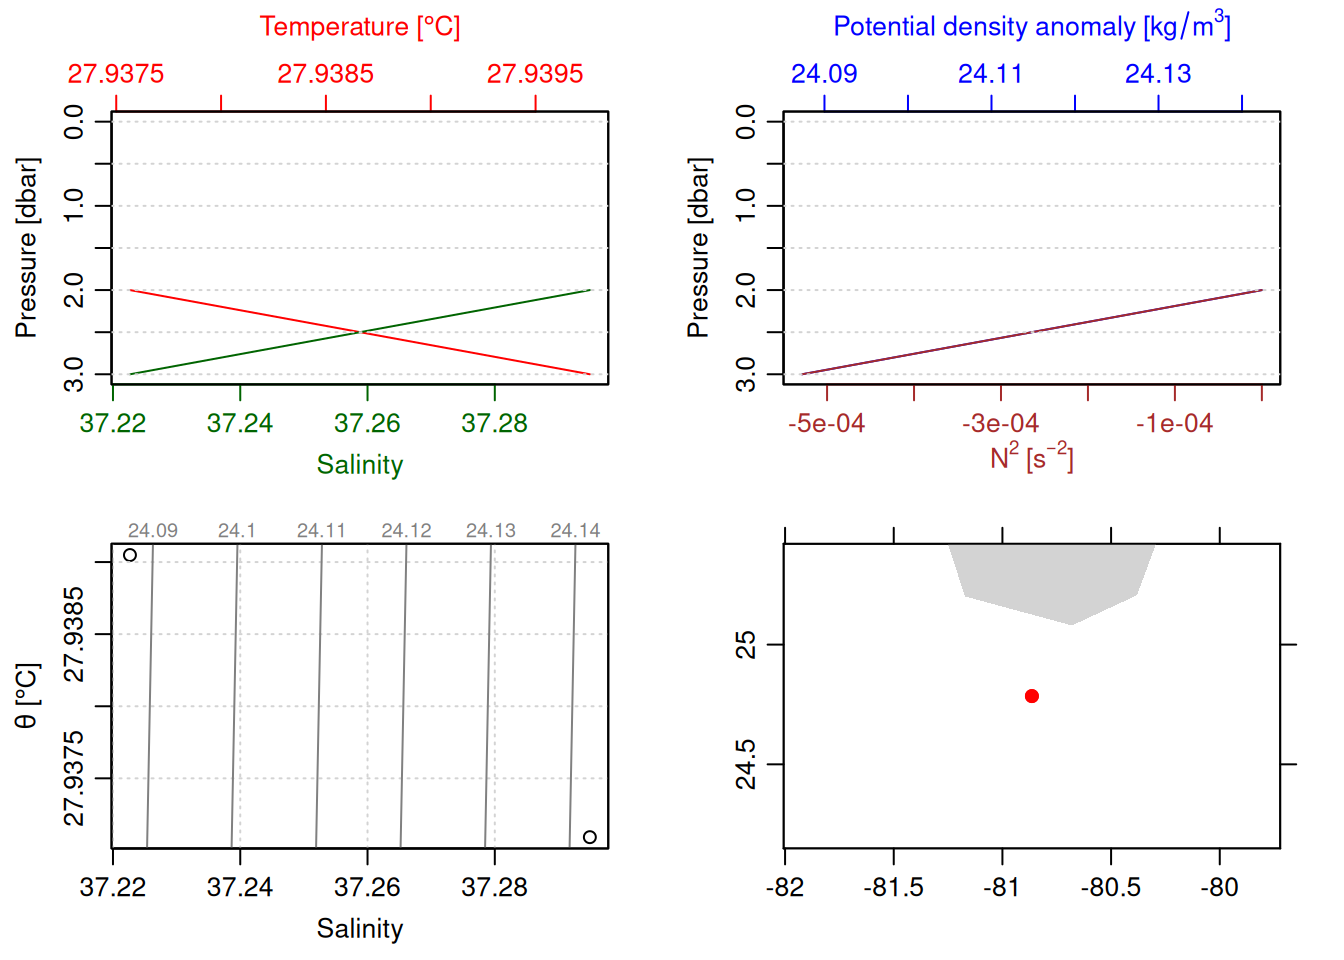 Temperature [°C]
27.9375 27.9385 27.9395
Pressure [dbar]
0.0
1.0
2.0
3.0
37.22 37.24 37.26 37.28
Salinity
Potential density anomaly [kg/m³]
24.09 24.11 24.13
Pressure [dbar]
0.0
1.0
2.0
3.0
-5e-04 -3e-04 -1e-04
N² [s⁻²]
24.09 24.1 24.11 24.12 24.13 24.14
θ [°C]
27.9385
27.9375
37.22 37.24 37.26 37.28
Salinity
25
24.5
-82 -81.5 -81 -80.5 -80